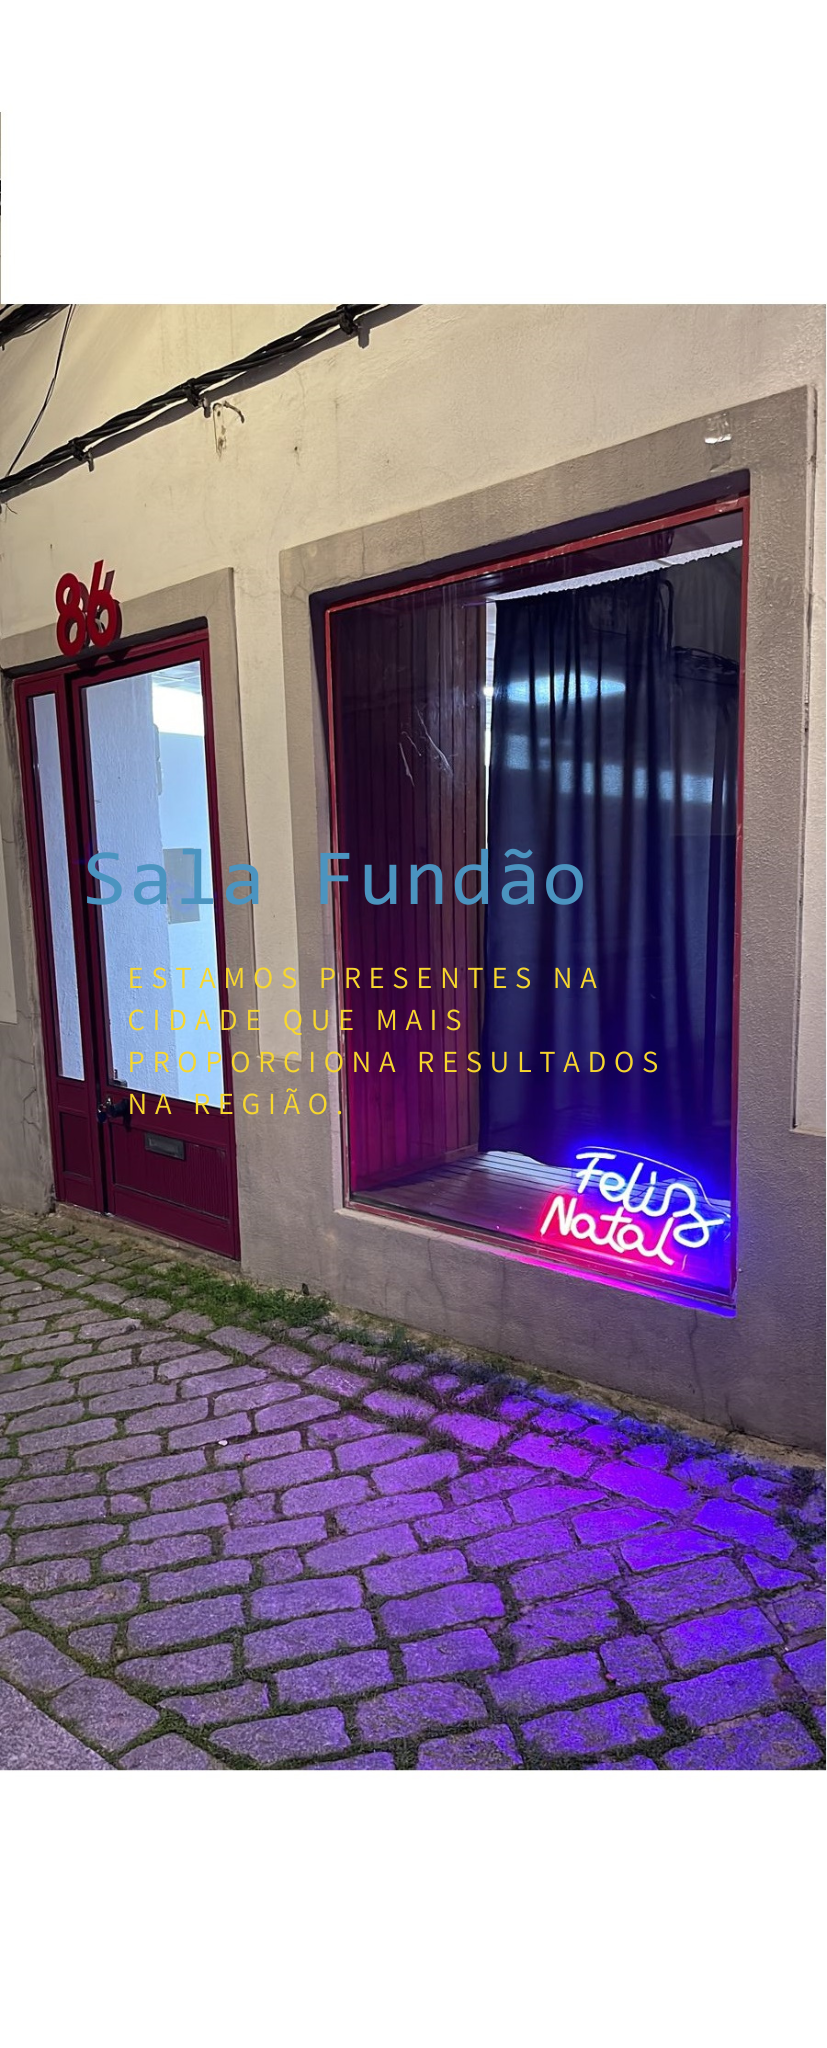 86
Sala Fundão
ESTAMOS PRESENTES NA
CIDADE QUE MAIS
PROPORCIONA RESULTADOS
NA REGIÃO.
Feliz
Natal